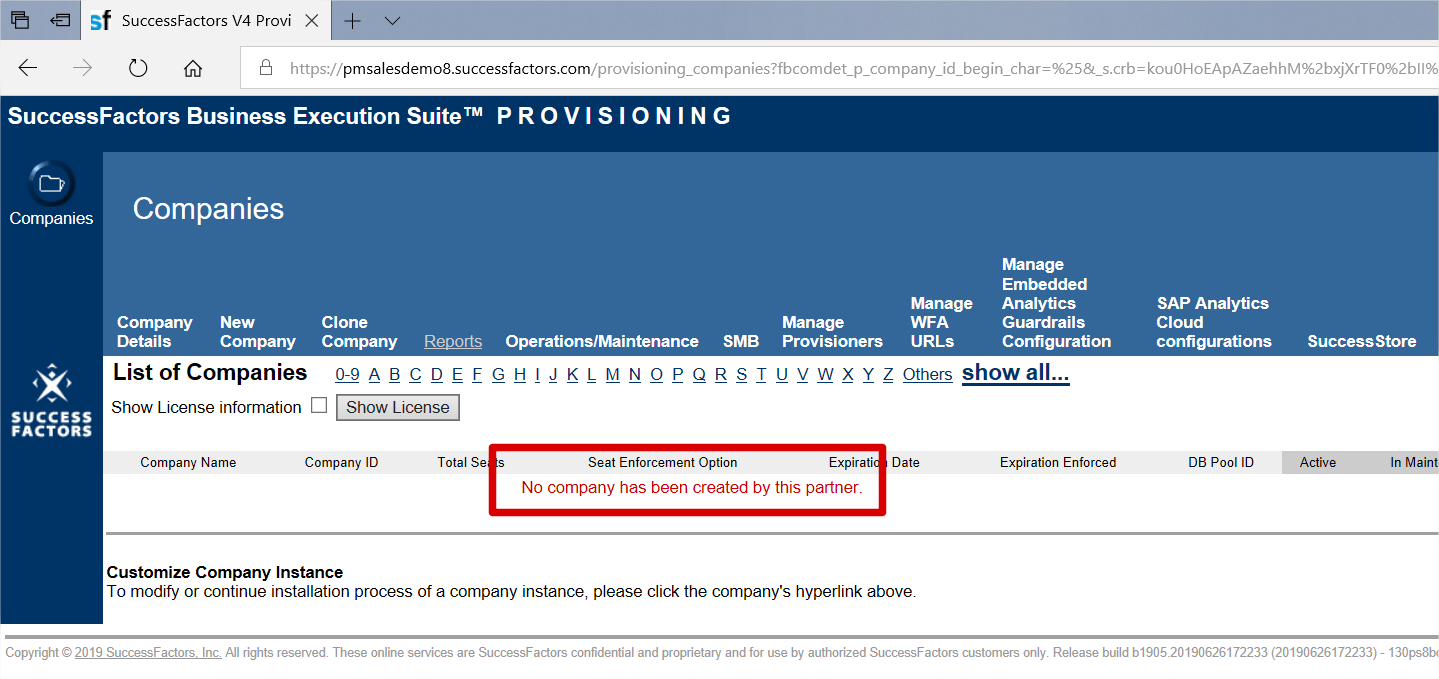 SuccessFactors V4 Provi
https://pmsalesdemo8.successfactors.com/provisioning_companies?fbcomdet_p_company_id_begin_char=%25&_s.crb=kou0HoEApAZaehhM%2bxjXrTF0%2bII%
SuccessFactors Business Execution Suite™ PROVISIONING
Companies
Companies
Company Details
New Company
Clone Company
Reports
Operations/Maintenance
SMB
Manage Provisioners
Manage WFA URLs
Manage Embedded Analytics Guardrails Configuration
SAP Analytics Cloud configurations
SuccessStore
SUCCESS
FACTORS
List of Companies 0-9 A B C D E F G H I J K L M N O P Q R S T U V W X Y Z Others show all...
Show License information Show License
Company Name Company ID Total Seats Seat Enforcement Option Expiration Date Expiration Enforced DB Pool ID Active In Maint
No company has been created by this partner.
Customize Company Instance
To modify or continue installation process of a company instance, please click the company's hyperlink above.
Copyright © 2019 SuccessFactors, Inc. All rights reserved. These online services are SuccessFactors confidential and proprietary and for use by authorized SuccessFactors customers only. Release build b1905.20190626172233 (20190626172233) - 130ps8bc